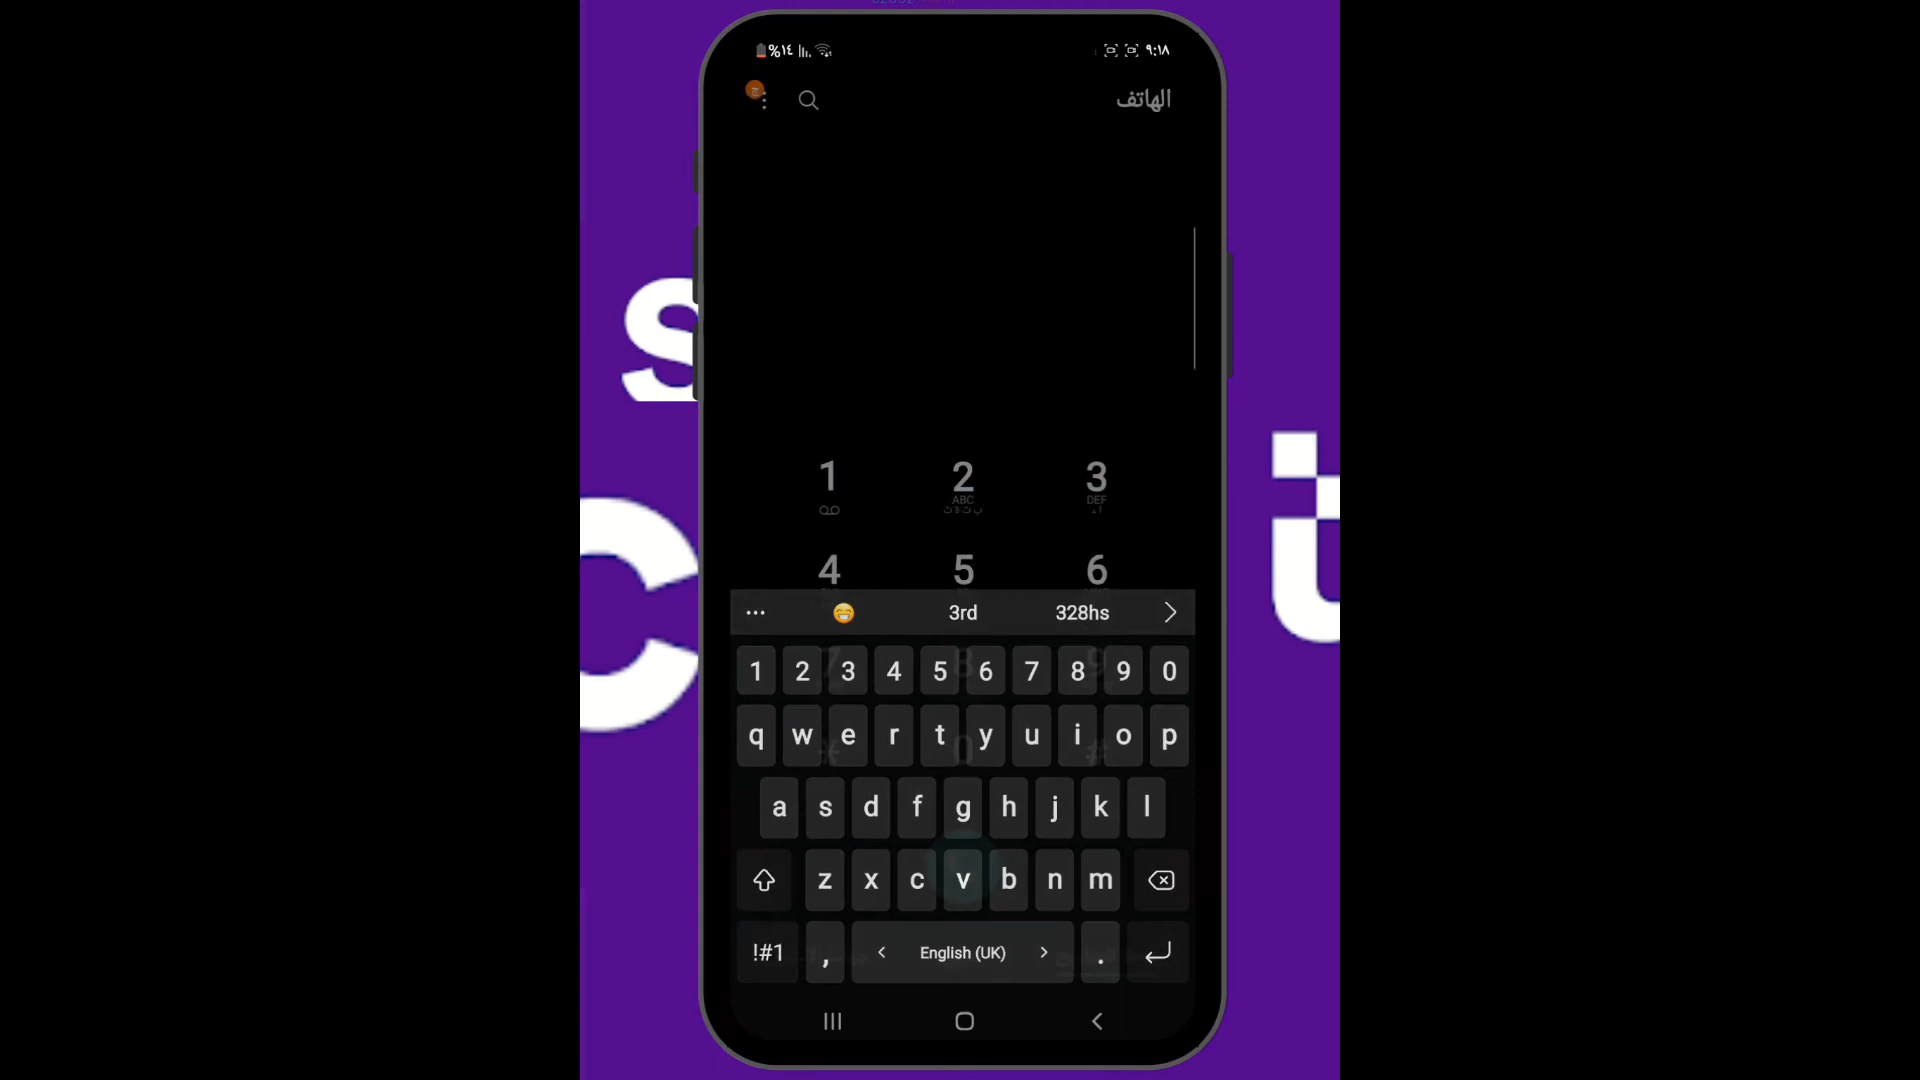 %١٤ ٩:١٨
الهاتف
1 2 3
ABC DEF
4 5 6
3rd 328hs
1 2 3 4 5 6 7 8 9 0
q w e r t y u i o p
a s d f g h j k l
z x c v b n m
!#1 , < English (UK) > .
s
C